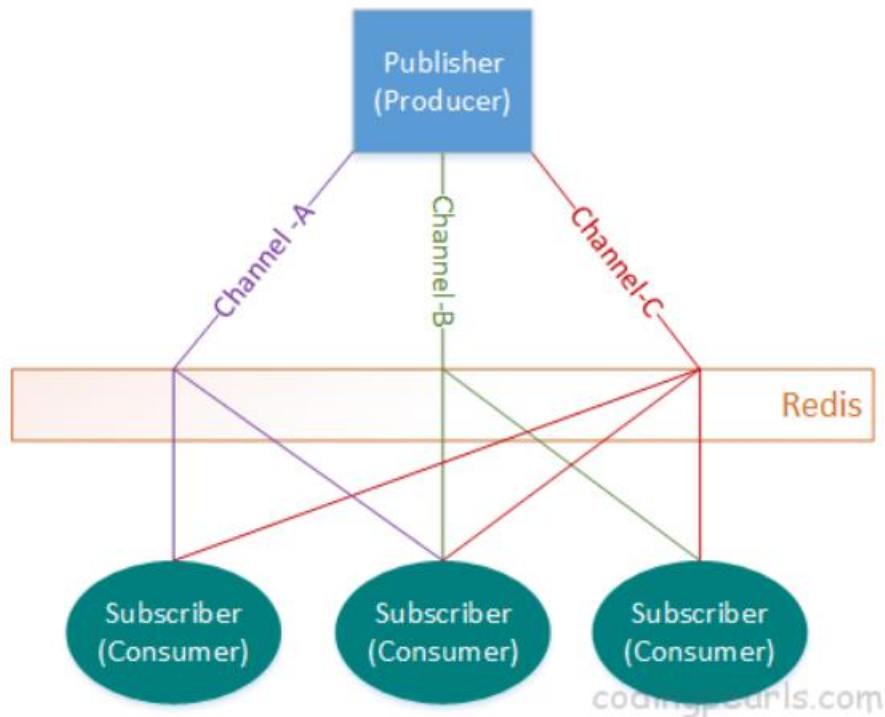 Publisher
(Producer)
Channel -A
Channel -B
Channel-C
Redis
Subscriber
(Consumer)
Subscriber
(Consumer)
Subscriber
(Consumer)
codingpearls.com